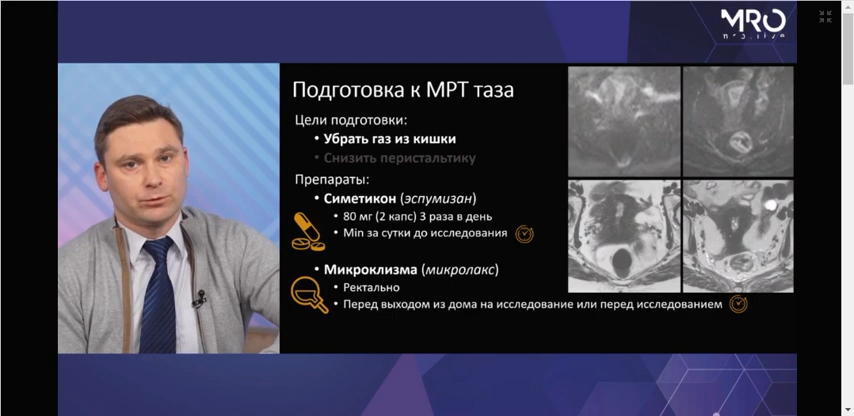 MRO
Подготовка к МРТ таза
Цели подготовки:
• Убрать газ из кишки
• Снизить перистальтику
Препараты:
• Симетикон (эспумизан)
• 80 мг (2 капс) 3 раза в день
• Min за сутки до исследования
• Микроклизма (микролакс)
• Ректально
• Перед выходом из дома на исследование или перед исследованием